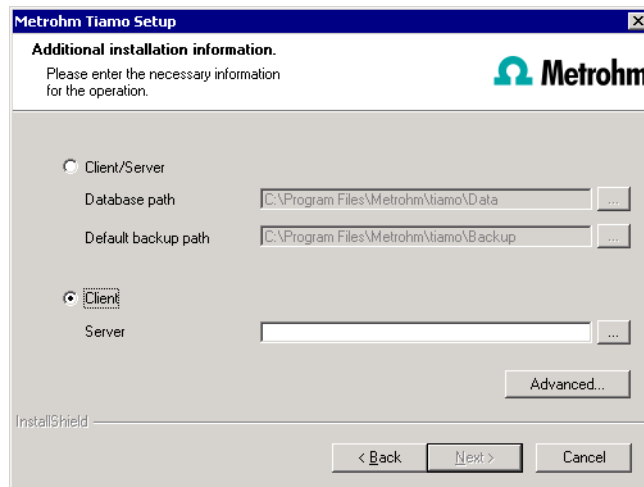 Metrohm Tiamo Setup
Additional installation information.
Please enter the necessary information
for the operation.
Metrohm
Client/Server
Database path C:\Program Files\Metrohm\tiamo\Data ...
Default backup path C:\Program Files\Metrohm\tiamo\Backup ...
Client
Server ...
Advanced...
InstallShield
< Back Next > Cancel